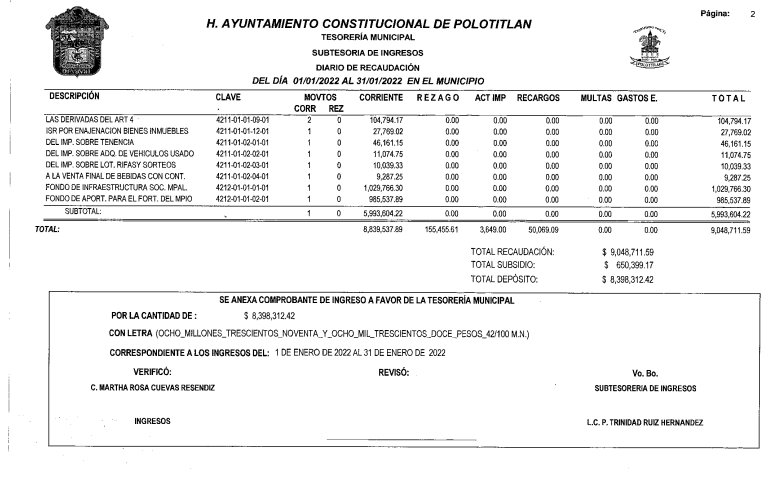 Página: 2
H. AYUNTAMIENTO CONSTITUCIONAL DE POLOTITLAN
TESORERÍA MUNICIPAL
SUBTESORIA DE INGRESOS
DIARIO DE RECAUDACIÓN
DEL DÍA 01/01/2022 AL 31/01/2022 EN EL MUNICIPIO
DESCRIPCIÓN CLAVE MOVTOS CORRIENTE R E Z A G O ACT IMP RECARGOS MULTAS GASTOS E. T O T A L
CORR REZ
LAS DERIVADAS DEL ART 4 4211-01-01-09-01 2 0 104,794.17 0.00 0.00 0.00 0.00 0.00 104,794.17
ISR POR ENAJENACION BIENES INMUEBLES 4211-01-01-12-01 1 0 27,769.02 0.00 0.00 0.00 0.00 0.00 27,769.02
DEL IMP. SOBRE TENENCIA 4211-01-02-01-01 1 0 46,161.15 0.00 0.00 0.00 0.00 0.00 46,161.15
DEL IMP. SOBRE ADQ. DE VEHICULOS USADO 4211-01-02-02-01 1 0 11,074.75 0.00 0.00 0.00 0.00 0.00 11,074.75
DEL IMP. SOBRE LOT. RIFASY SORTEOS 4211-01-02-03-01 1 0 10,039.33 0.00 0.00 0.00 0.00 0.00 10,039.33
A LA VENTA FINAL DE BEBIDAS CON CONT. 4211-01-02-04-01 1 0 9,287.25 0.00 0.00 0.00 0.00 0.00 9,287.25
FONDO DE INFRAESTRUCTURA SOC. MPAL. 4212-01-01-01-01 1 0 1,029,766.30 0.00 0.00 0.00 0.00 0.00 1,029,766.30
FONDO DE APORT. PARA EL FORT. DEL MPIO 4212-01-01-02-01 1 0 985,537.89 0.00 0.00 0.00 0.00 0.00 985,537.89
SUBTOTAL: 1 0 5,993,604.22 0.00 0.00 0.00 0.00 0.00 5,993,604.22
TOTAL: 8,839,537.89 155,455.61 3,649.00 50,069.09 0.00 0.00 9,048,711.59
TOTAL RECAUDACIÓN: $ 9,048,711.59
TOTAL SUBSIDIO: $ 650,399.17
TOTAL DEPÓSITO: $ 8,398,312.42
SE ANEXA COMPROBANTE DE INGRESO A FAVOR DE LA TESORERÍA MUNICIPAL
POR LA CANTIDAD DE : $ 8,398,312.42
CON LETRA (OCHO_MILLONES_TRESCIENTOS_NOVENTA_Y_OCHO_MIL_TRESCIENTOS_DOCE_PESOS_42/100 M.N.)
CORRESPONDIENTE A LOS INGRESOS DEL: 1 DE ENERO DE 2022 AL 31 DE ENERO DE 2022
VERIFICÓ: REVISÓ: Vo. Bo.
C. MARTHA ROSA CUEVAS RESENDIZ SUBTESORERIA DE INGRESOS
INGRESOS L.C. P. TRINIDAD RUIZ HERNANDEZ